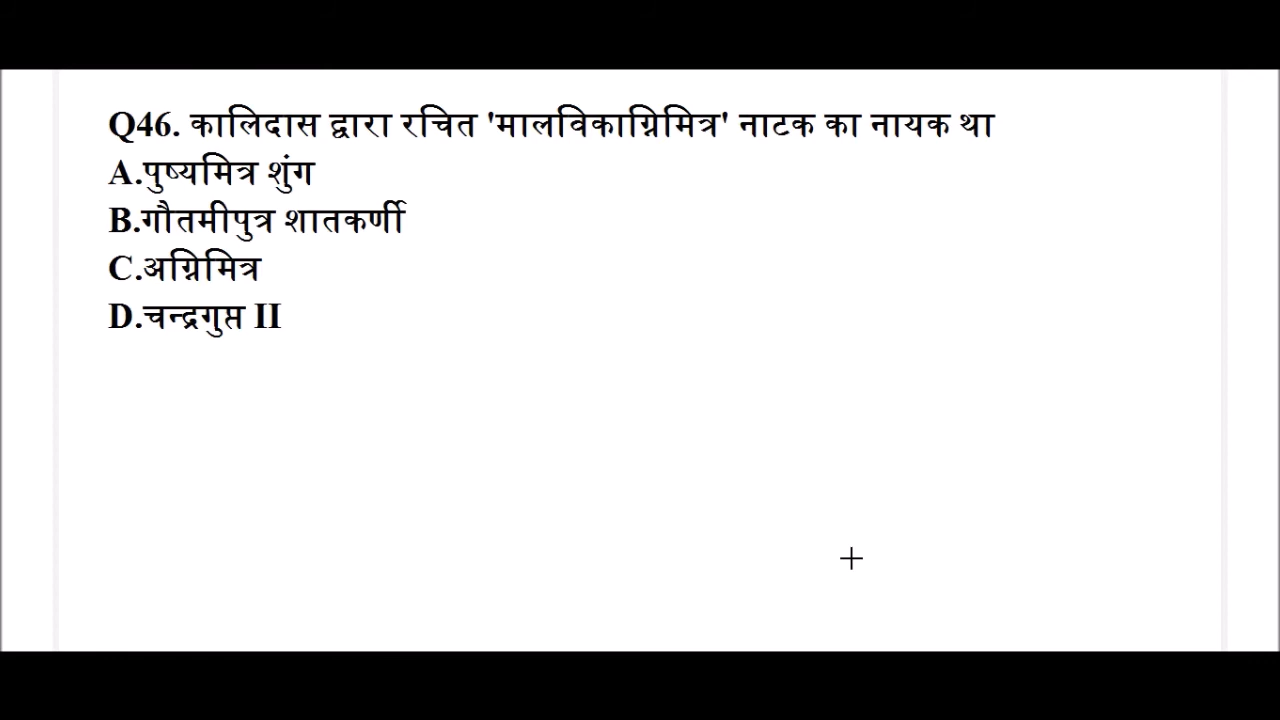 Q46. कालिदास द्वारा रचित 'मालविकाग्निमित्र' नाटक का नायक था
A.पुष्यमित्र शुंग
B.गौतमीपुत्र शातकर्णी
C.अग्निमित्र
D.चन्द्रगुप्त II